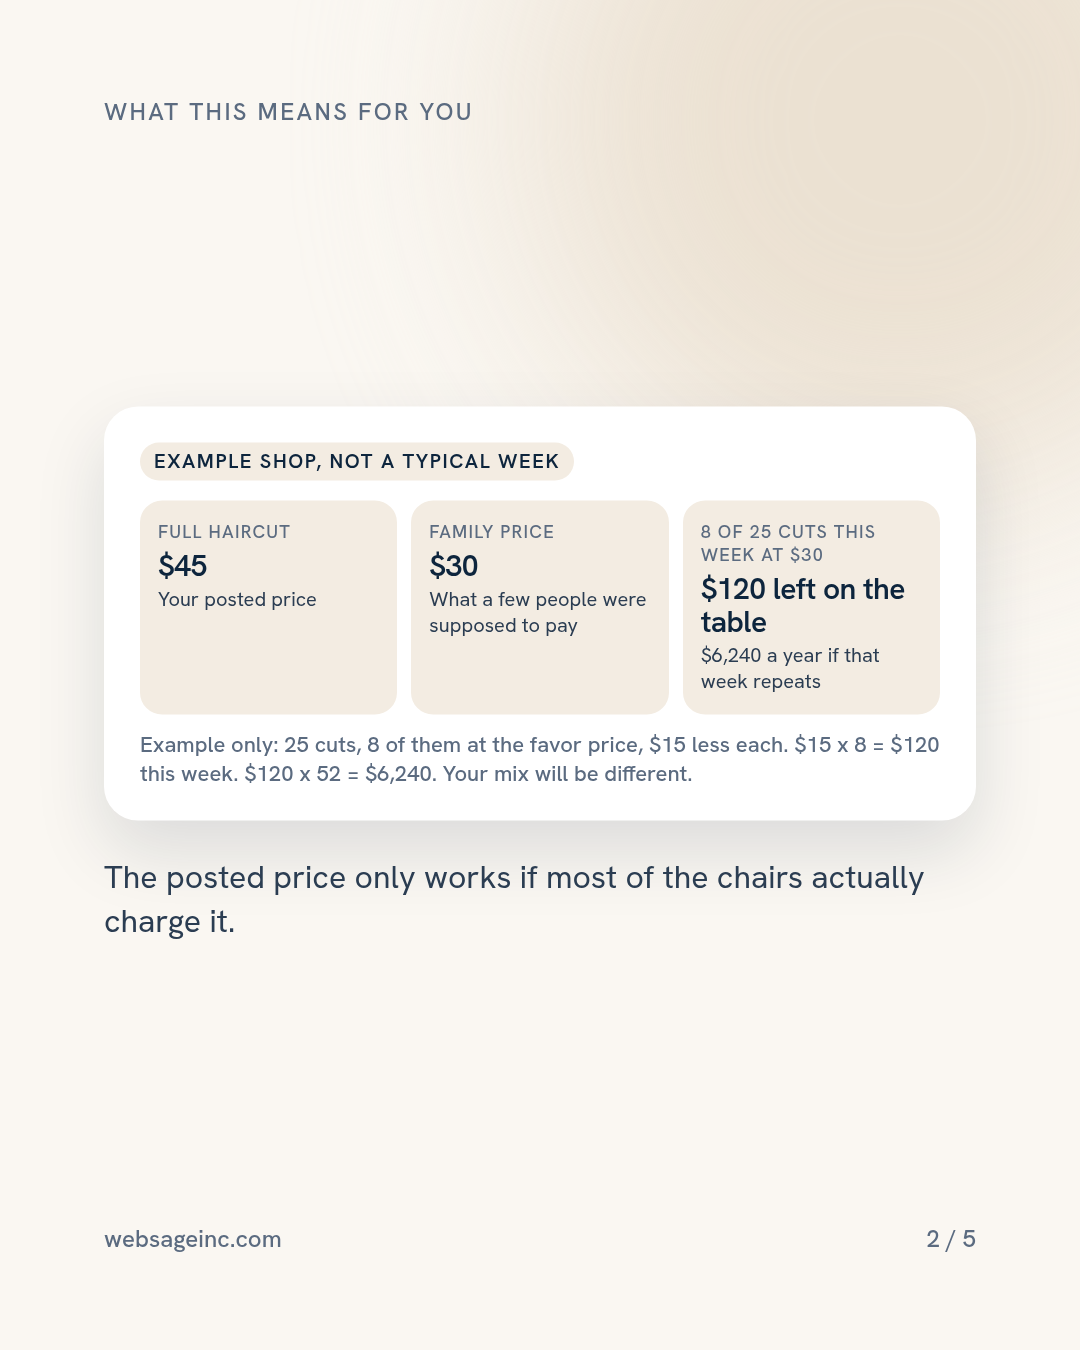 WHAT THIS MEANS FOR YOU
EXAMPLE SHOP, NOT A TYPICAL WEEK
FULL HAIRCUT
$45
Your posted price
FAMILY PRICE
$30
What a few people were
supposed to pay
8 OF 25 CUTS THIS
WEEK AT $30
$120 left on the
table
$6,240 a year if that
week repeats
Example only: 25 cuts, 8 of them at the favor price, $15 less each. $15 x 8 = $120
this week. $120 x 52 = $6,240. Your mix will be different.
The posted price only works if most of the chairs actually
charge it.
websageinc.com
2 / 5